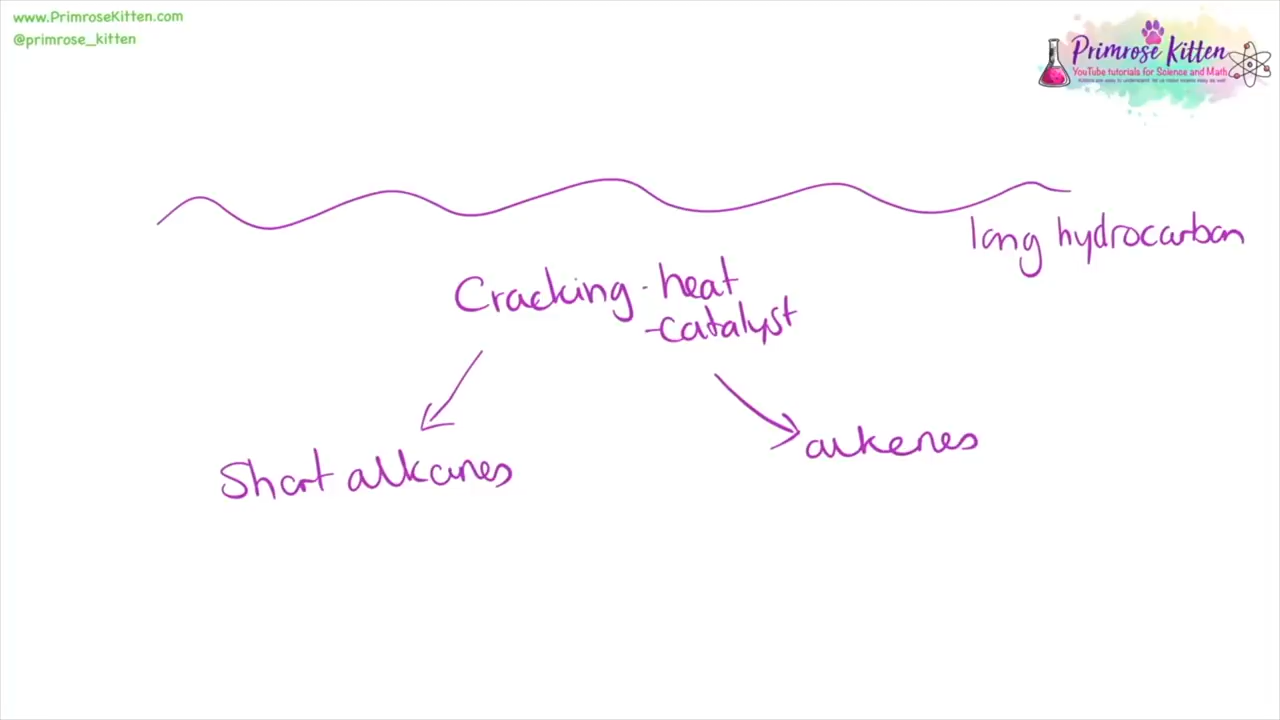 www.PrimroseKitten.com
@primrose_kitten
Primrose Kitten
YouTube tutorials for Science and Math
long hydrocarbon
Cracking - heat
- catalyst
Short alkanes
alkenes